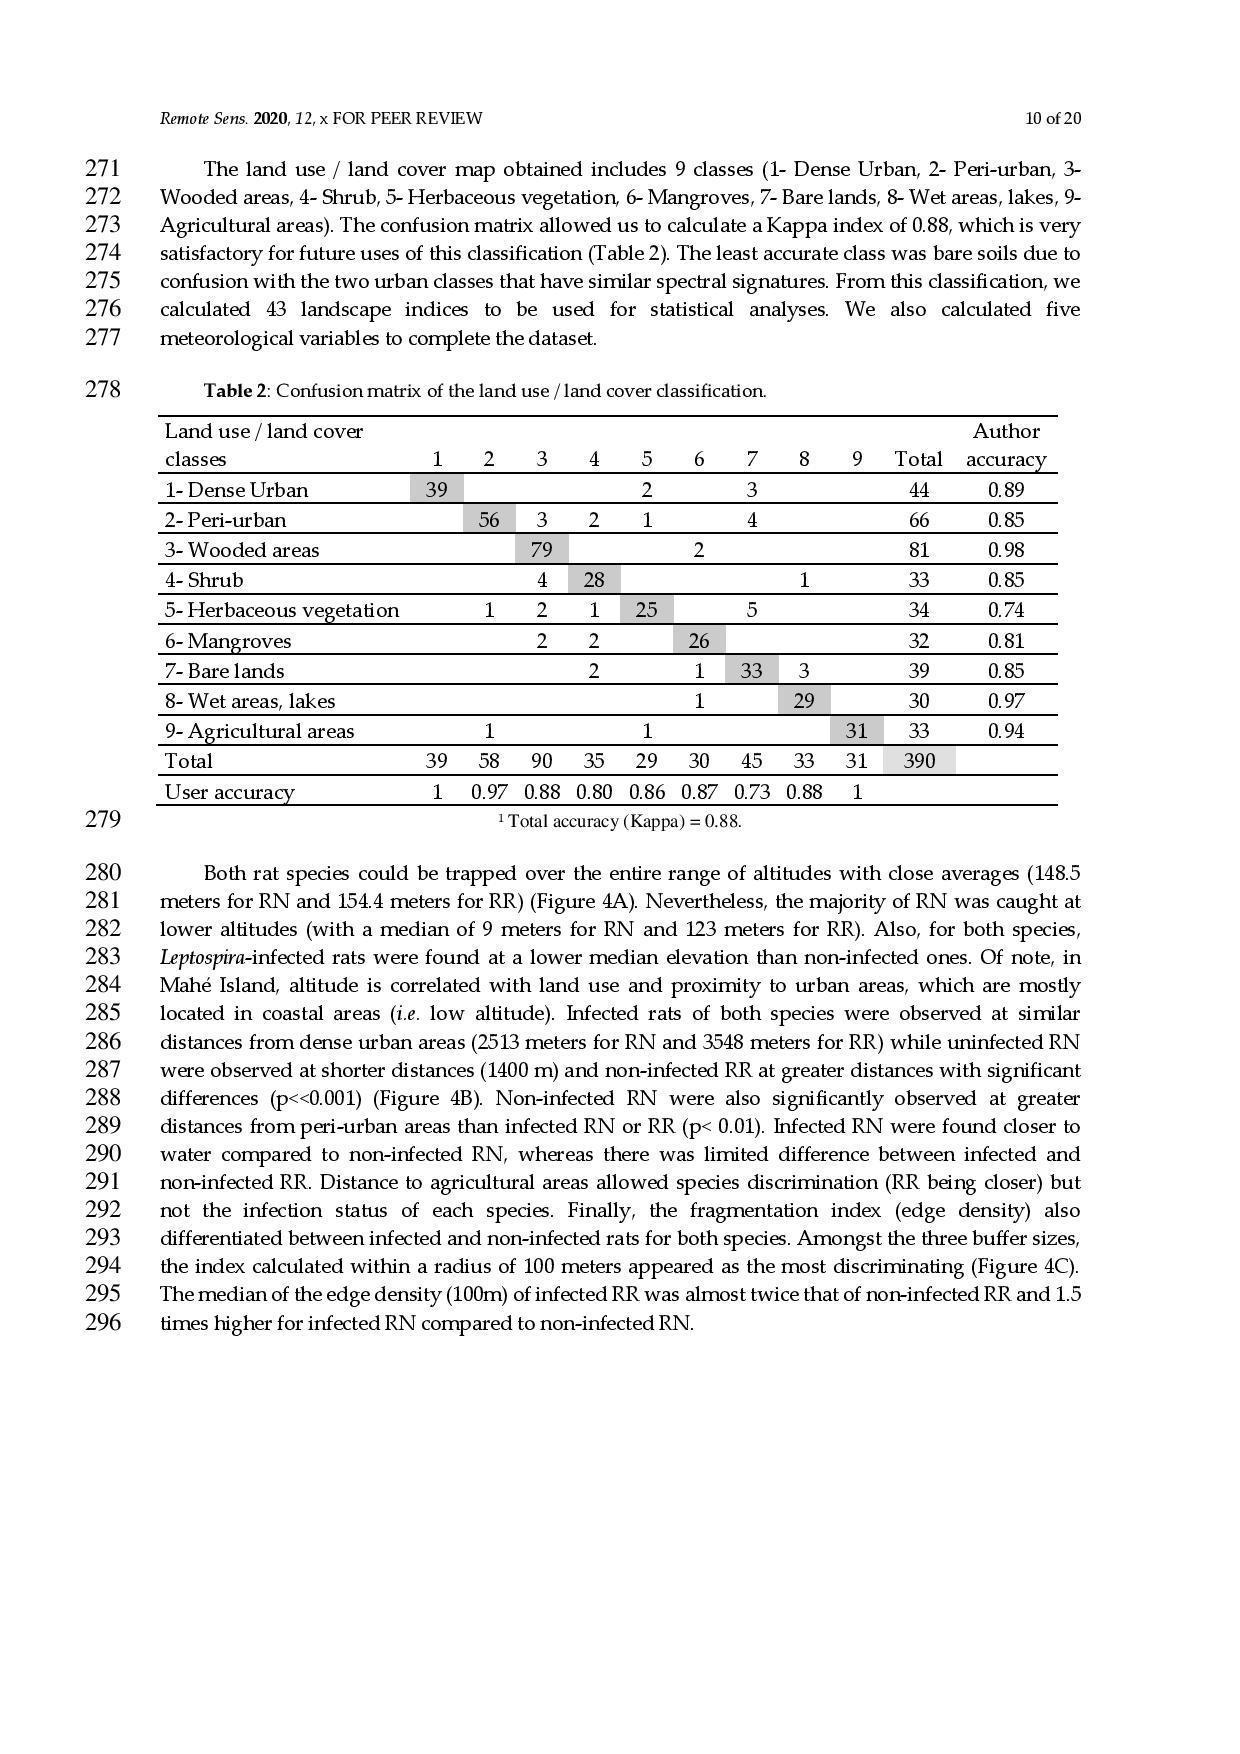 Remote Sens. 2020, 12, x FOR PEER REVIEW 10 of 20
271 The land use / land cover map obtained includes 9 classes (1- Dense Urban, 2- Peri-urban, 3-
272 Wooded areas, 4- Shrub, 5- Herbaceous vegetation, 6- Mangroves, 7- Bare lands, 8- Wet areas, lakes, 9-
273 Agricultural areas). The confusion matrix allowed us to calculate a Kappa index of 0.88, which is very
274 satisfactory for future uses of this classification (Table 2). The least accurate class was bare soils due to
275 confusion with the two urban classes that have similar spectral signatures. From this classification, we
276 calculated 43 landscape indices to be used for statistical analyses. We also calculated five
277 meteorological variables to complete the dataset.
278 Table 2: Confusion matrix of the land use / land cover classification.
Land use / land cover Author
classes 1 2 3 4 5 6 7 8 9 Total accuracy
1- Dense Urban 39 2 3 44 0.89
2- Peri-urban 56 3 2 1 4 66 0.85
3- Wooded areas 79 2 81 0.98
4- Shrub 4 28 1 33 0.85
5- Herbaceous vegetation 1 2 1 25 5 34 0.74
6- Mangroves 2 2 26 32 0.81
7- Bare lands 2 1 33 3 39 0.85
8- Wet areas, lakes 1 29 30 0.97
9- Agricultural areas 1 1 31 33 0.94
Total 39 58 90 35 29 30 45 33 31 390
User accuracy 1 0.97 0.88 0.80 0.86 0.87 0.73 0.88 1
279 ¹ Total accuracy (Kappa) = 0.88.
280 Both rat species could be trapped over the entire range of altitudes with close averages (148.5
281 meters for RN and 154.4 meters for RR) (Figure 4A). Nevertheless, the majority of RN was caught at
282 lower altitudes (with a median of 9 meters for RN and 123 meters for RR). Also, for both species,
283 Leptospira-infected rats were found at a lower median elevation than non-infected ones. Of note, in
284 Mahé Island, altitude is correlated with land use and proximity to urban areas, which are mostly
285 located in coastal areas (i.e. low altitude). Infected rats of both species were observed at similar
286 distances from dense urban areas (2513 meters for RN and 3548 meters for RR) while uninfected RN
287 were observed at shorter distances (1400 m) and non-infected RR at greater distances with significant
288 differences (p<<0.001) (Figure 4B). Non-infected RN were also significantly observed at greater
289 distances from peri-urban areas than infected RN or RR (p< 0.01). Infected RN were found closer to
290 water compared to non-infected RN, whereas there was limited difference between infected and
291 non-infected RR. Distance to agricultural areas allowed species discrimination (RR being closer) but
292 not the infection status of each species. Finally, the fragmentation index (edge density) also
293 differentiated between infected and non-infected rats for both species. Amongst the three buffer sizes,
294 the index calculated within a radius of 100 meters appeared as the most discriminating (Figure 4C).
295 The median of the edge density (100m) of infected RR was almost twice that of non-infected RR and 1.5
296 times higher for infected RN compared to non-infected RN.